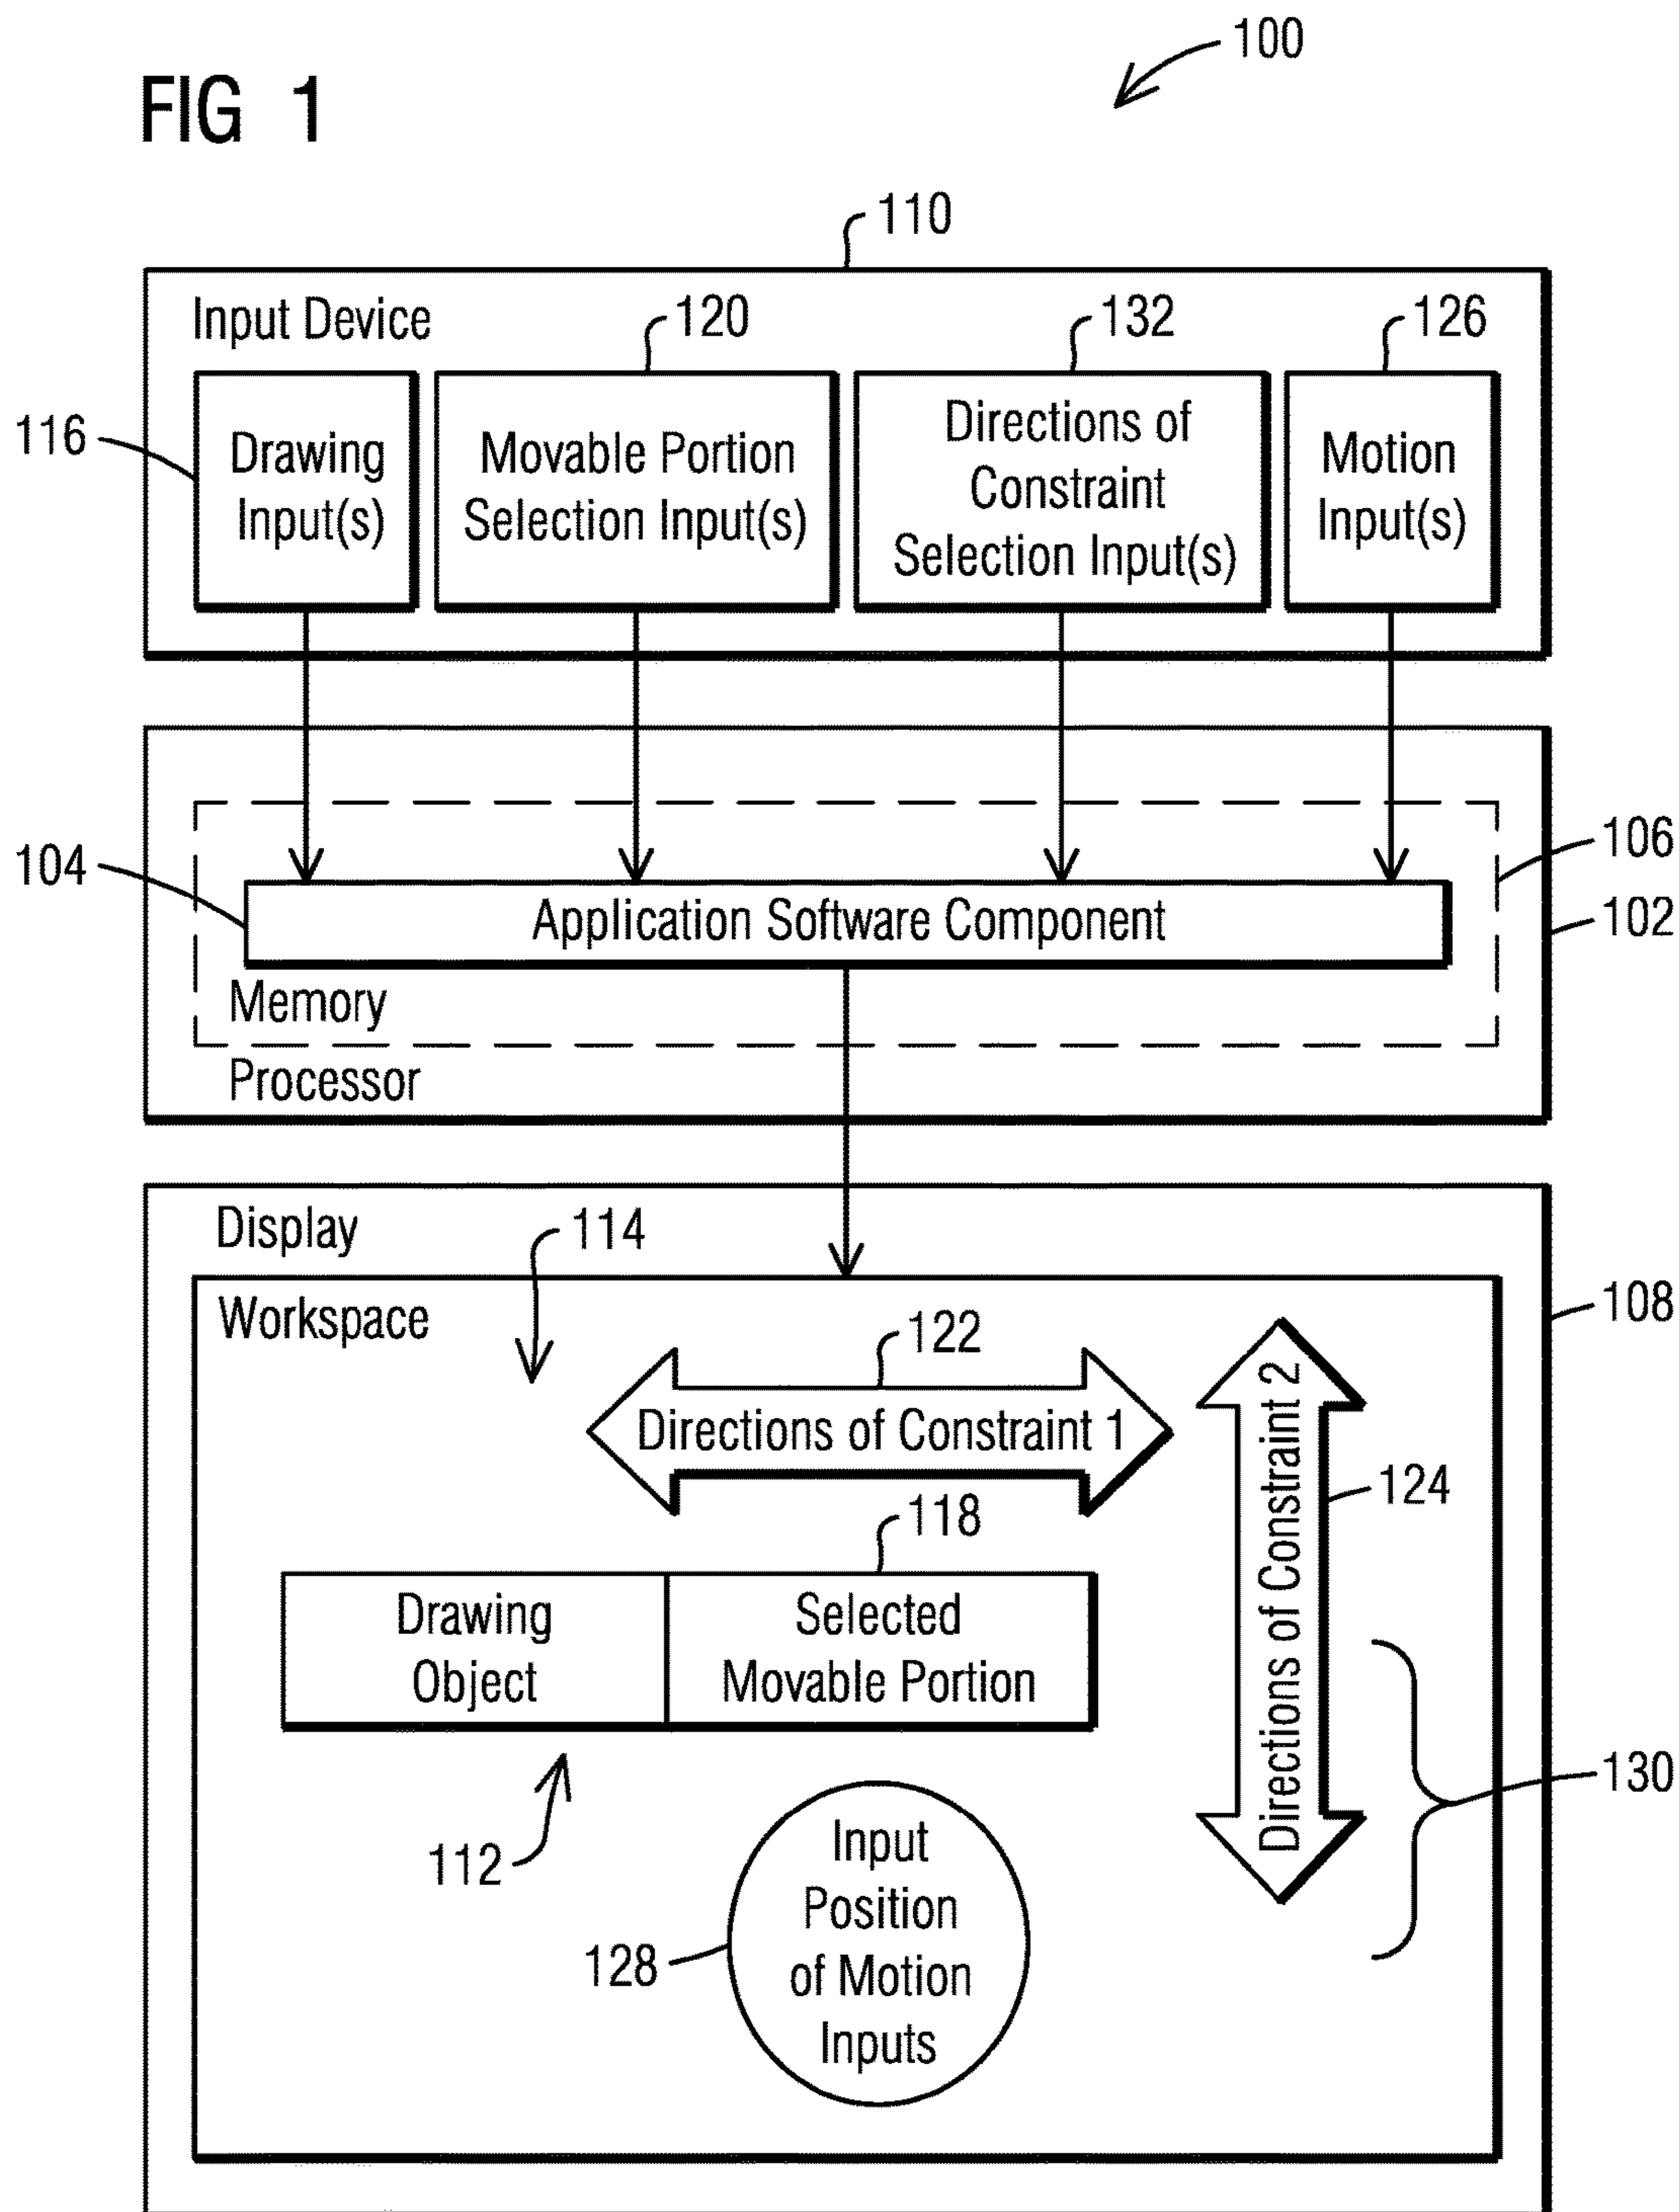 FIG 1
100
110
Input Device
120
132
126
116
Drawing
Input(s)
Movable Portion
Selection Input(s)
Directions of
Constraint
Selection Input(s)
Motion
Input(s)
104
106
102
Application Software Component
Memory
Processor
Display
114
108
Workspace
122
Directions of Constraint 1
Directions of Constraint 2
124
118
Drawing
Object
Selected
Movable Portion
130
112
128
Input
Position
of Motion
Inputs